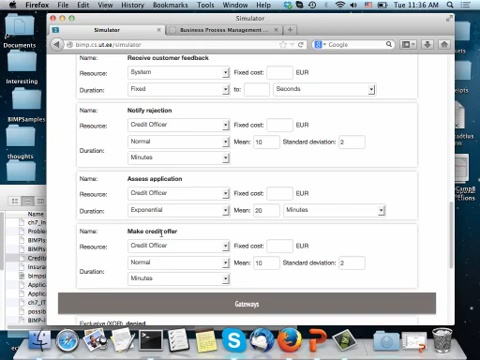 Firefox File Edit View History Bookmarks Tools Window Help Tue 11:36 AM
Simulator
Simulator Business Process Management ...
bimp.cs.ut.ee/simulator Google
Documents
Interesting
BIMPSamples
thoughts
Name: Receive customer feedback
Resource: System Fixed cost: EUR
Duration: Fixed to: Seconds
Name: Notify rejection
Resource: Credit Officer Fixed cost: EUR
Duration: Normal Mean: 10 Standard deviation: 2
Minutes
Name: Assess application
Resource: Credit Officer Fixed cost: EUR
Duration: Exponential Mean: 20 Minutes
Name: Make credit offer
Resource: Credit Officer Fixed cost: EUR
Duration: Normal Mean: 10 Standard deviation: 2
Minutes
Gateways
Exclusive (XOR) denied
Name